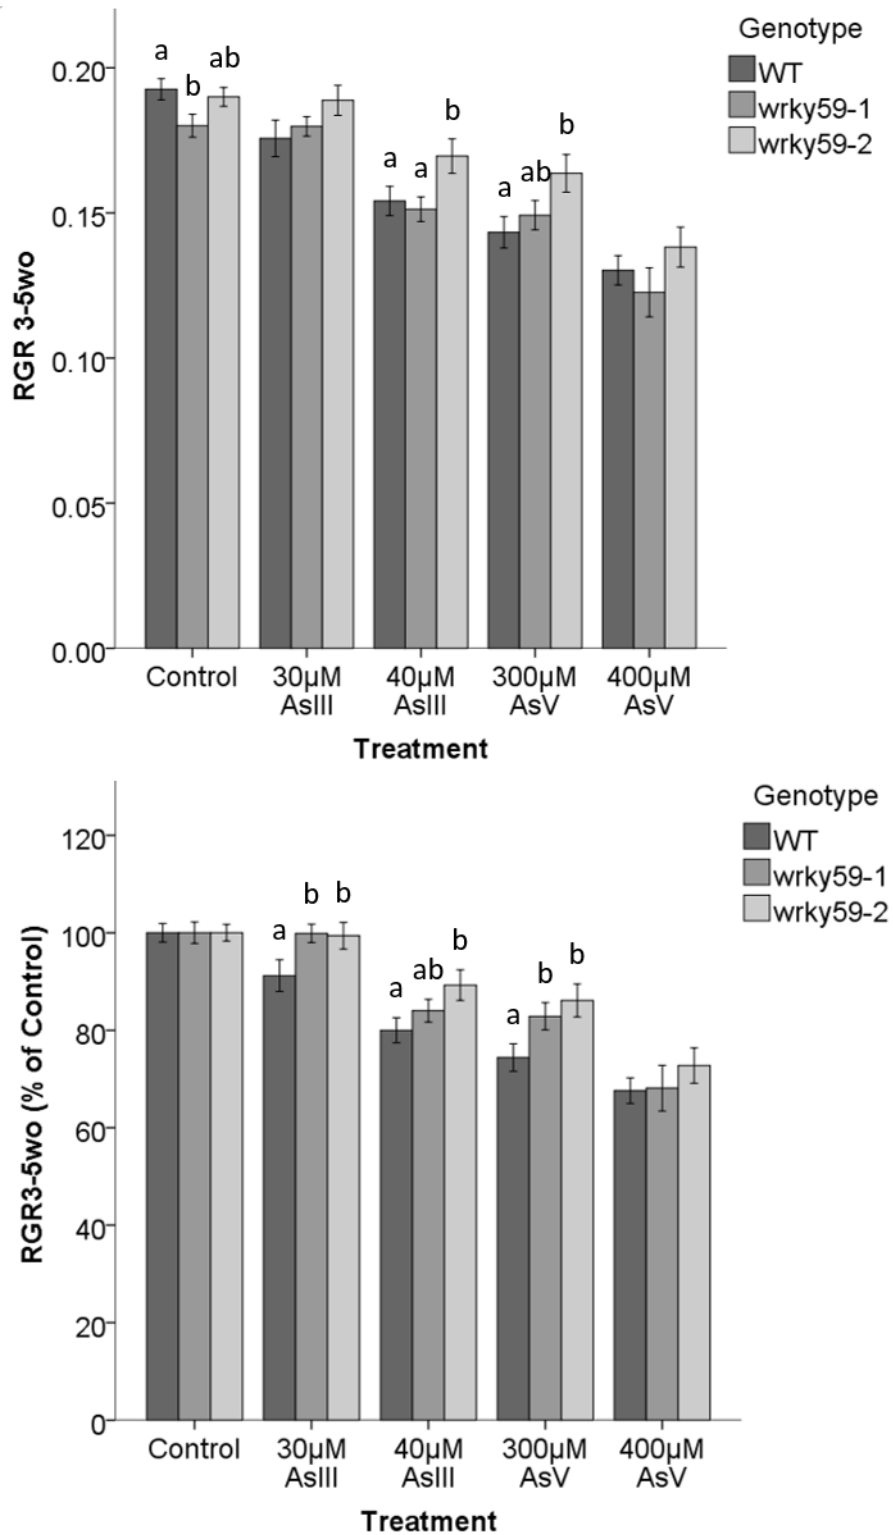 Genotype
WT
wrky59-1
wrky59-2
a
b
ab
b
a
a
b
a
ab
0.20
0.15
0.10
0.05
0.00
RGR 3-5wo
Control
30µM
AsIII
40µM
AsIII
300µM
AsV
400µM
AsV
Treatment
Genotype
WT
wrky59-1
wrky59-2
a
b
b
a
ab
b
a
b
b
120
100
80
60
40
20
0
RGR3-5wo (% of Control)
Control
30µM
AsIII
40µM
AsIII
300µM
AsV
400µM
AsV
Treatment